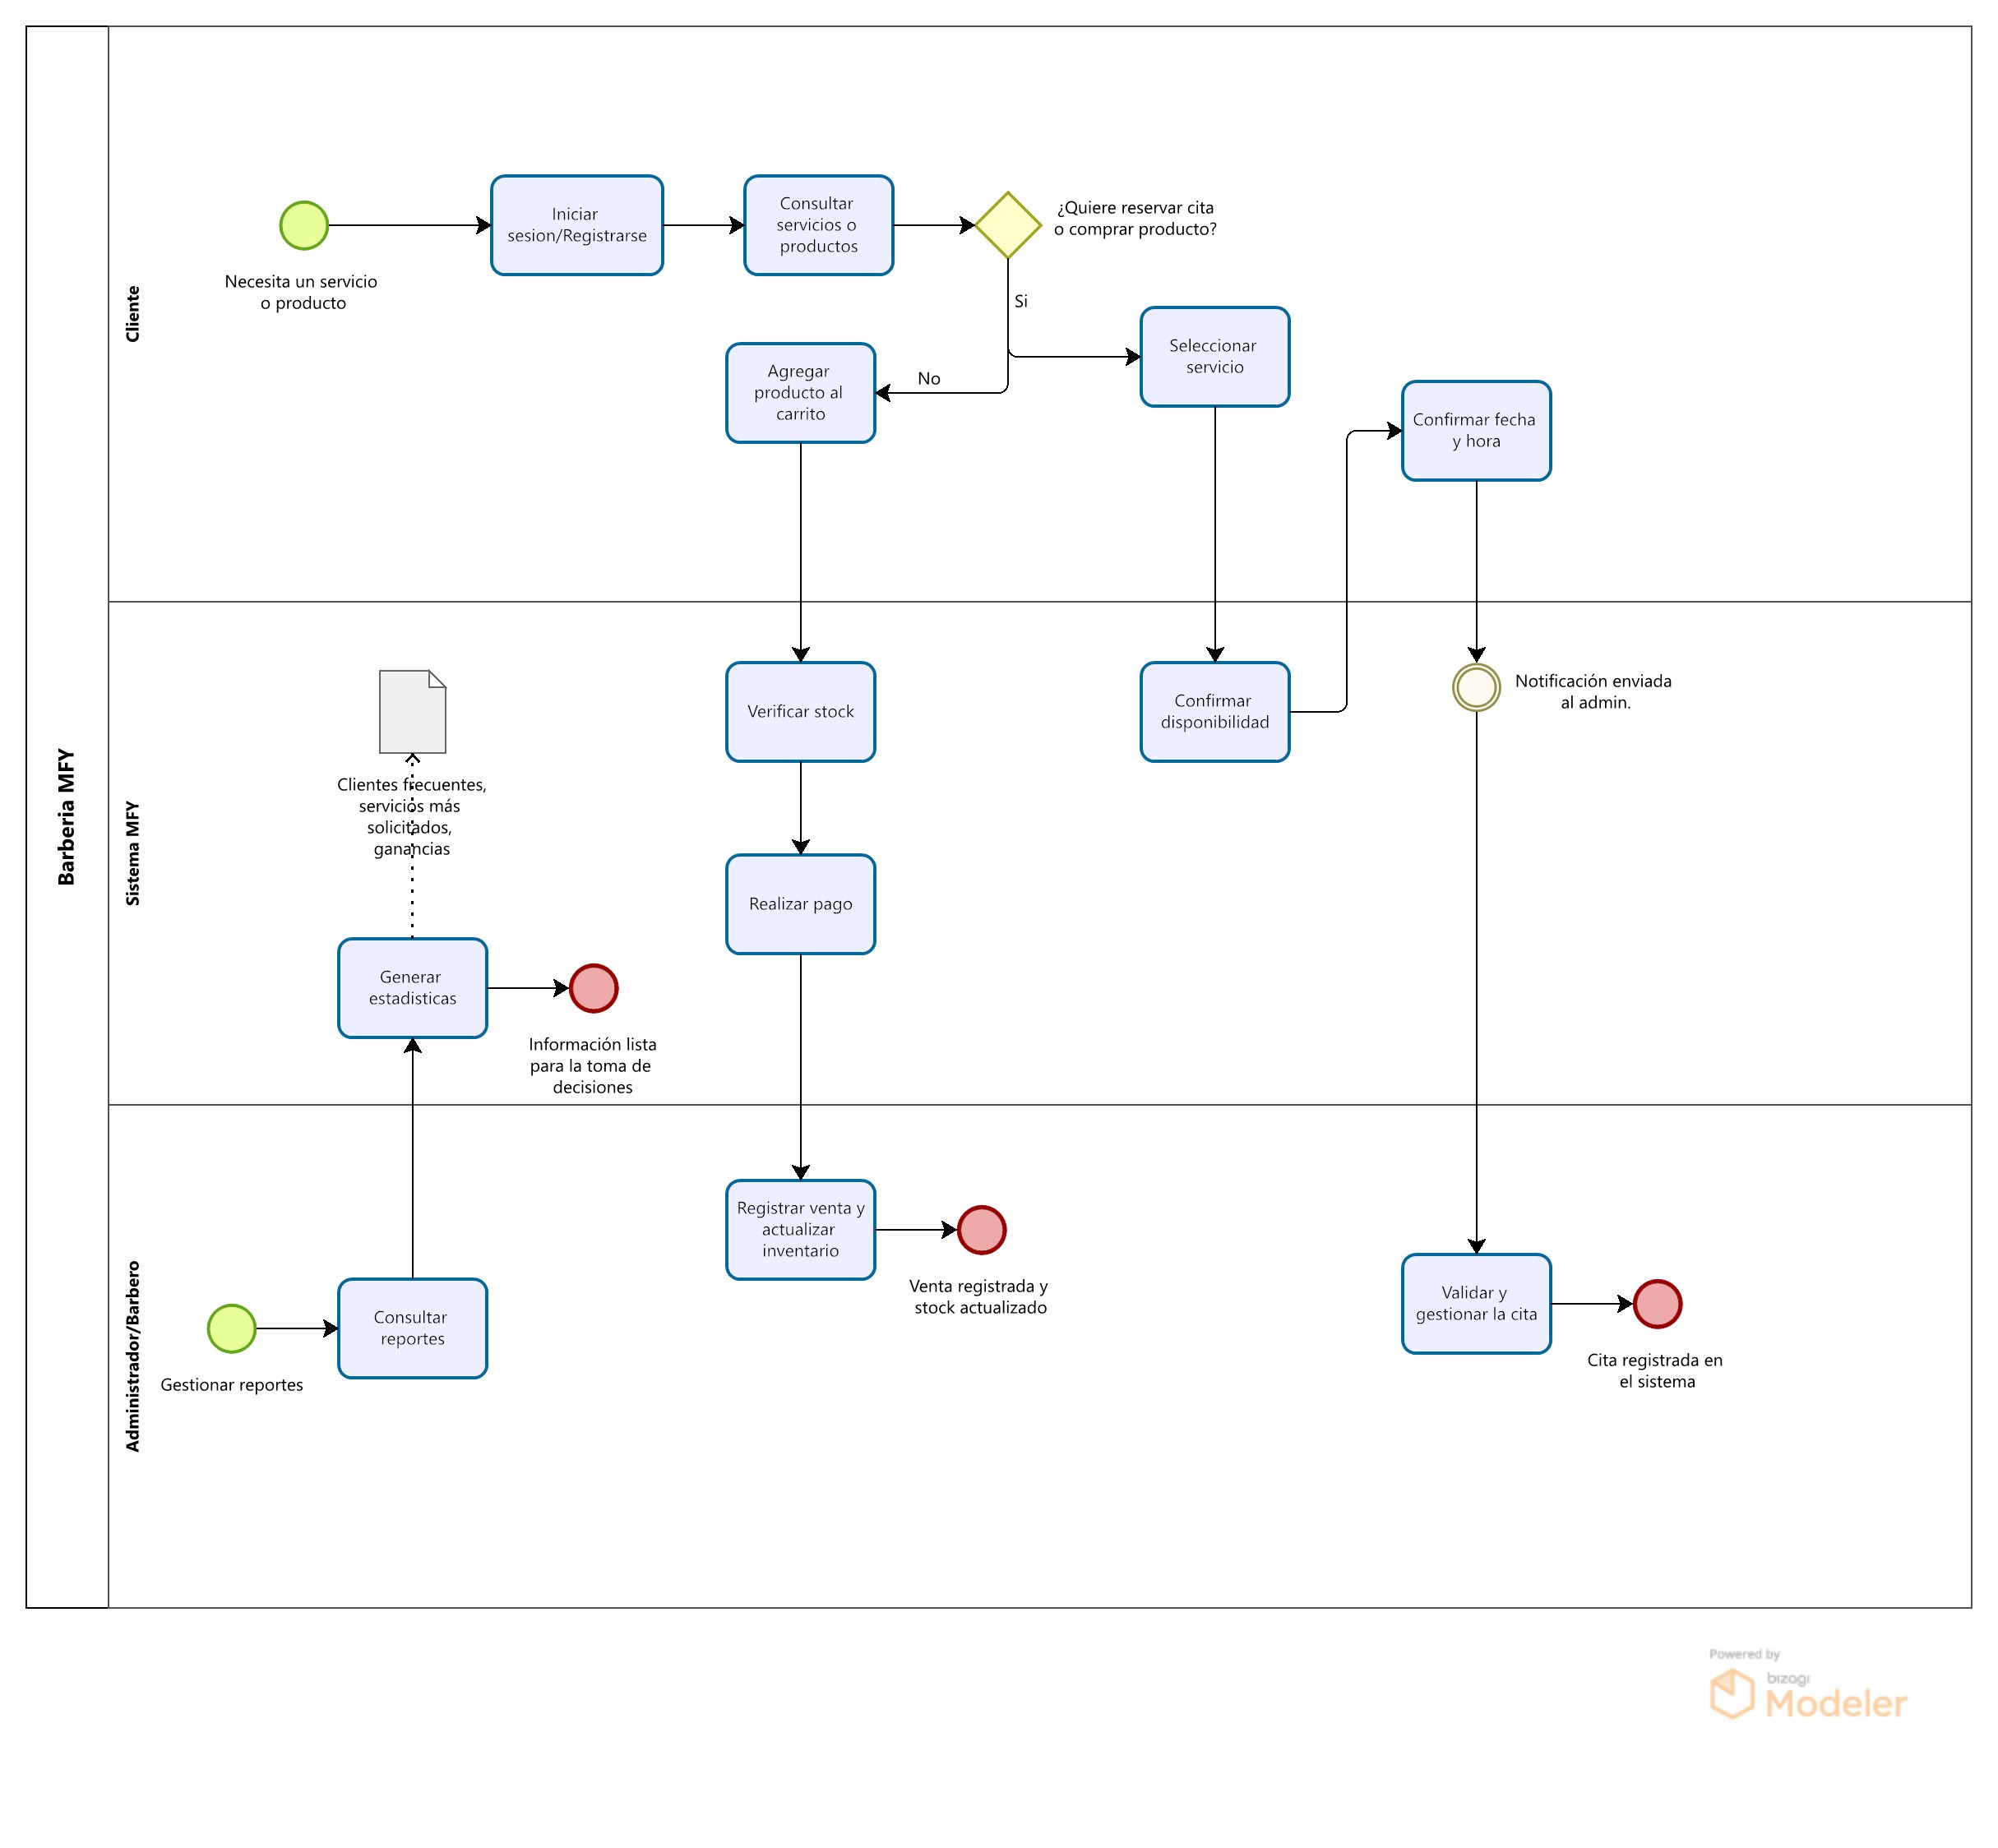 Barberia MFY
Cliente
Necesita un servicio
o producto
Iniciar
sesion/Registrarse
Consultar
servicios o
productos
¿Quiere reservar cita
o comprar producto?
Si
No
Agregar
producto al
carrito
Seleccionar
servicio
Confirmar fecha
y hora
Sistema MFY
Clientes frecuentes,
servicios más
solicitados,
ganancias
Generar
estadisticas
Información lista
para la toma de
decisiones
Verificar stock
Realizar pago
Confirmar
disponibilidad
Notificación enviada
al admin.
Administrador/Barbero
Gestionar reportes
Consultar
reportes
Registrar venta y
actualizar
inventario
Venta registrada y
stock actualizado
Validar y
gestionar la cita
Cita registrada en
el sistema
Powered by
bizagi
Modeler